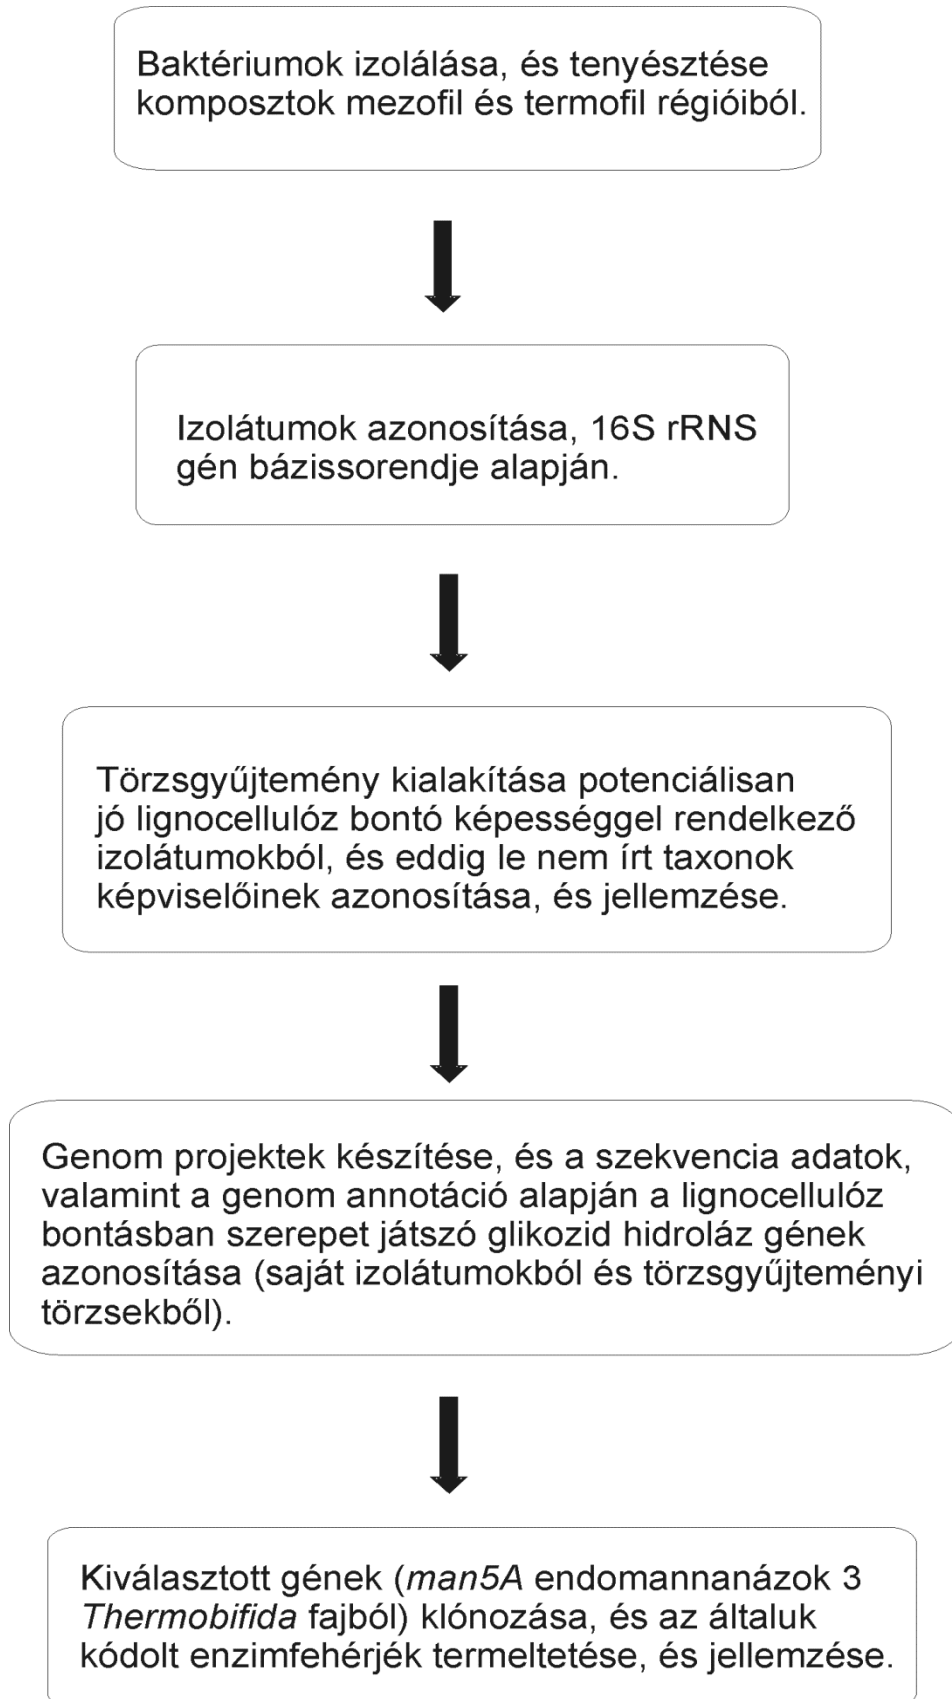 Baktériumok izolálása, és tenyésztése
komposztok mezofil és termofil régióiból.
Izolátumok azonosítása, 16S rRNS
gén bázissorendje alapján.
Törzsgyűjtemény kialakítása potenciálisan
jó lignocellulóz bontó képességgel rendelkező
izolátumokból, és eddig le nem írt taxonok
képviselőinek azonosítása, és jellemzése.
Genom projektek készítése, és a szekvencia adatok,
valamint a genom annotáció alapján a lignocellulóz
bontásban szerepet játszó glikozid hidroláz gének
azonosítása (saját izolátumokból és törzsgyűjteményi
törzsekből).
Kiválasztott gének (man5A endomannanázok 3
Thermobifida fajból) klónozása, és az általuk
kódolt enzimfehérjék termeltetése, és jellemzése.